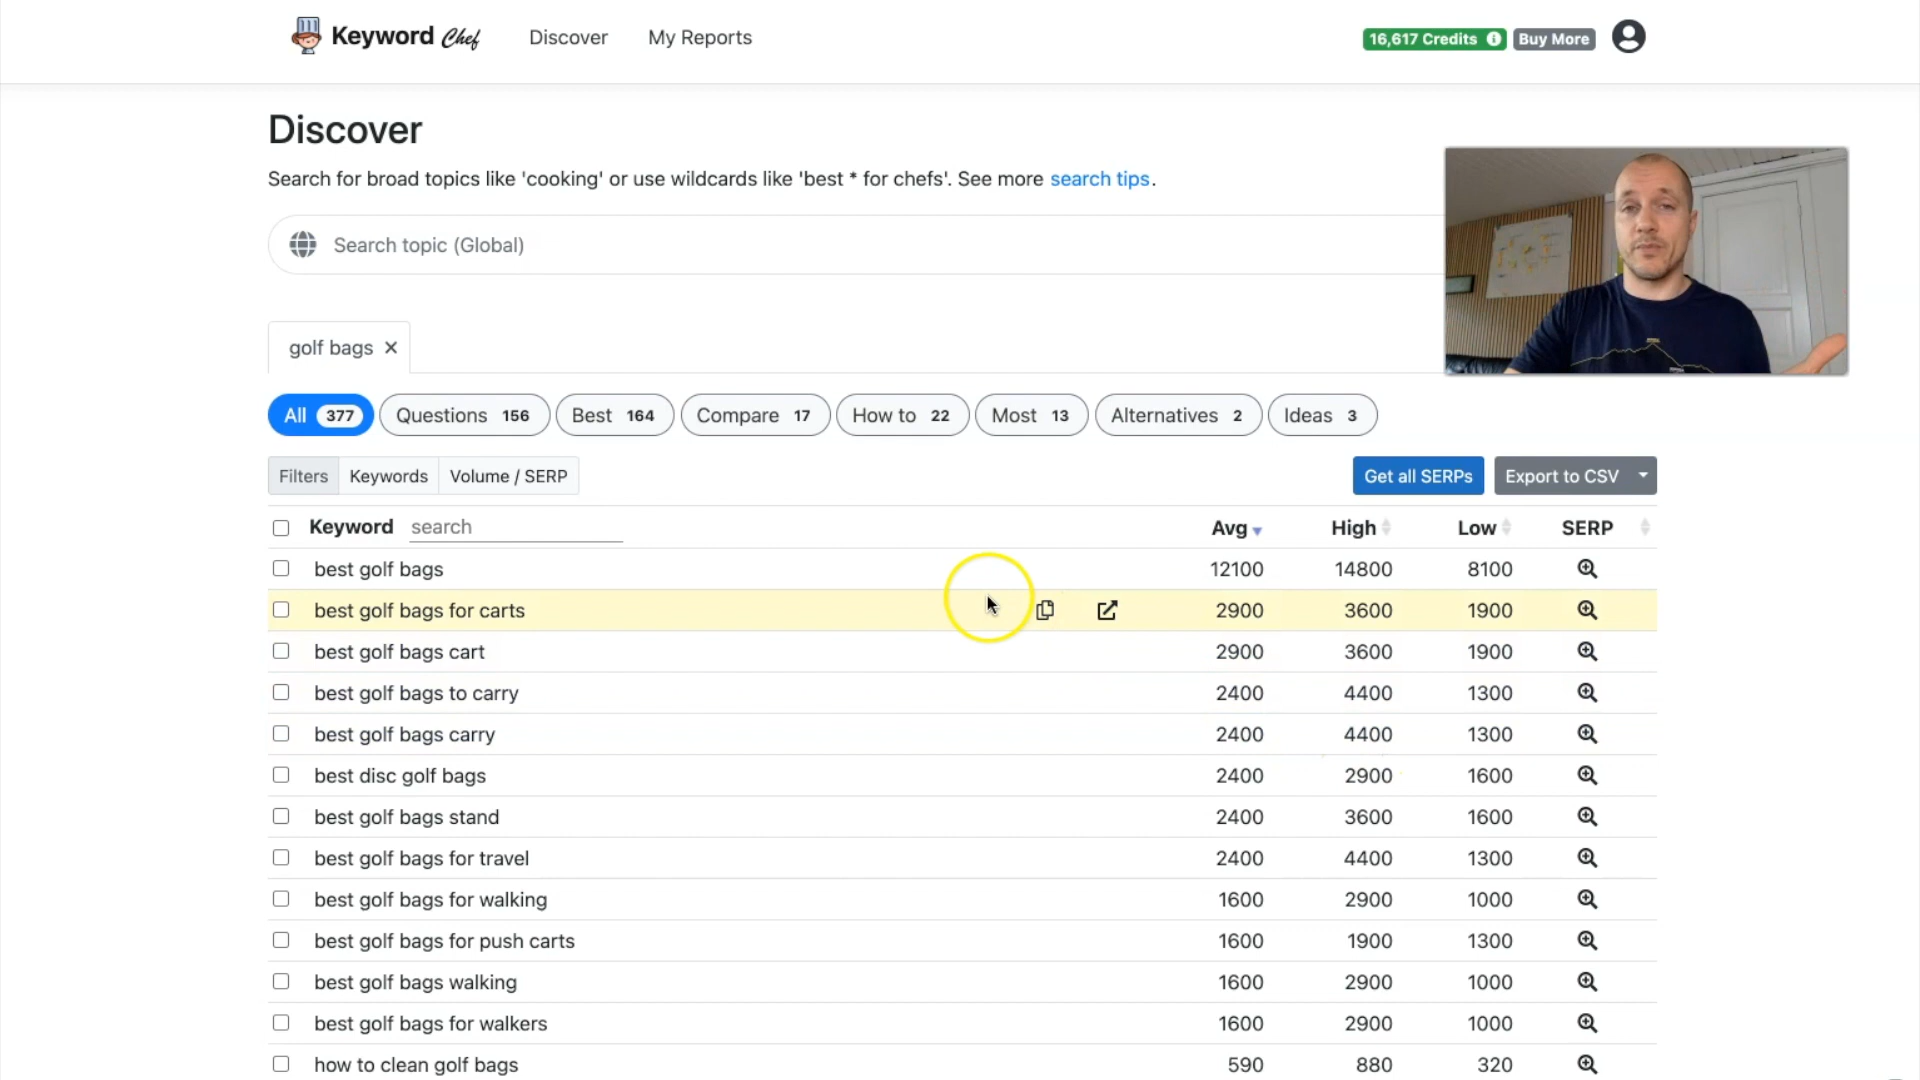 Keyword Chef Discover My Reports 16,617 Credits Buy More
Discover
Search for broad topics like 'cooking' or use wildcards like 'best * for chefs'. See more search tips.
Search topic (Global)
golf bags
All 377 Questions 156 Best 164 Compare 17 How to 22 Most 13 Alternatives 2 Ideas 3
Filters Keywords Volume / SERP Get all SERPs Export to CSV
Keyword search Avg High Low SERP
best golf bags 12100 14800 8100
best golf bags for carts 2900 3600 1900
best golf bags cart 2900 3600 1900
best golf bags to carry 2400 4400 1300
best golf bags carry 2400 4400 1300
best disc golf bags 2400 2900 1600
best golf bags stand 2400 3600 1600
best golf bags for travel 2400 4400 1300
best golf bags for walking 1600 2900 1000
best golf bags for push carts 1600 1900 1300
best golf bags walking 1600 2900 1000
best golf bags for walkers 1600 2900 1000
how to clean golf bags 590 880 320